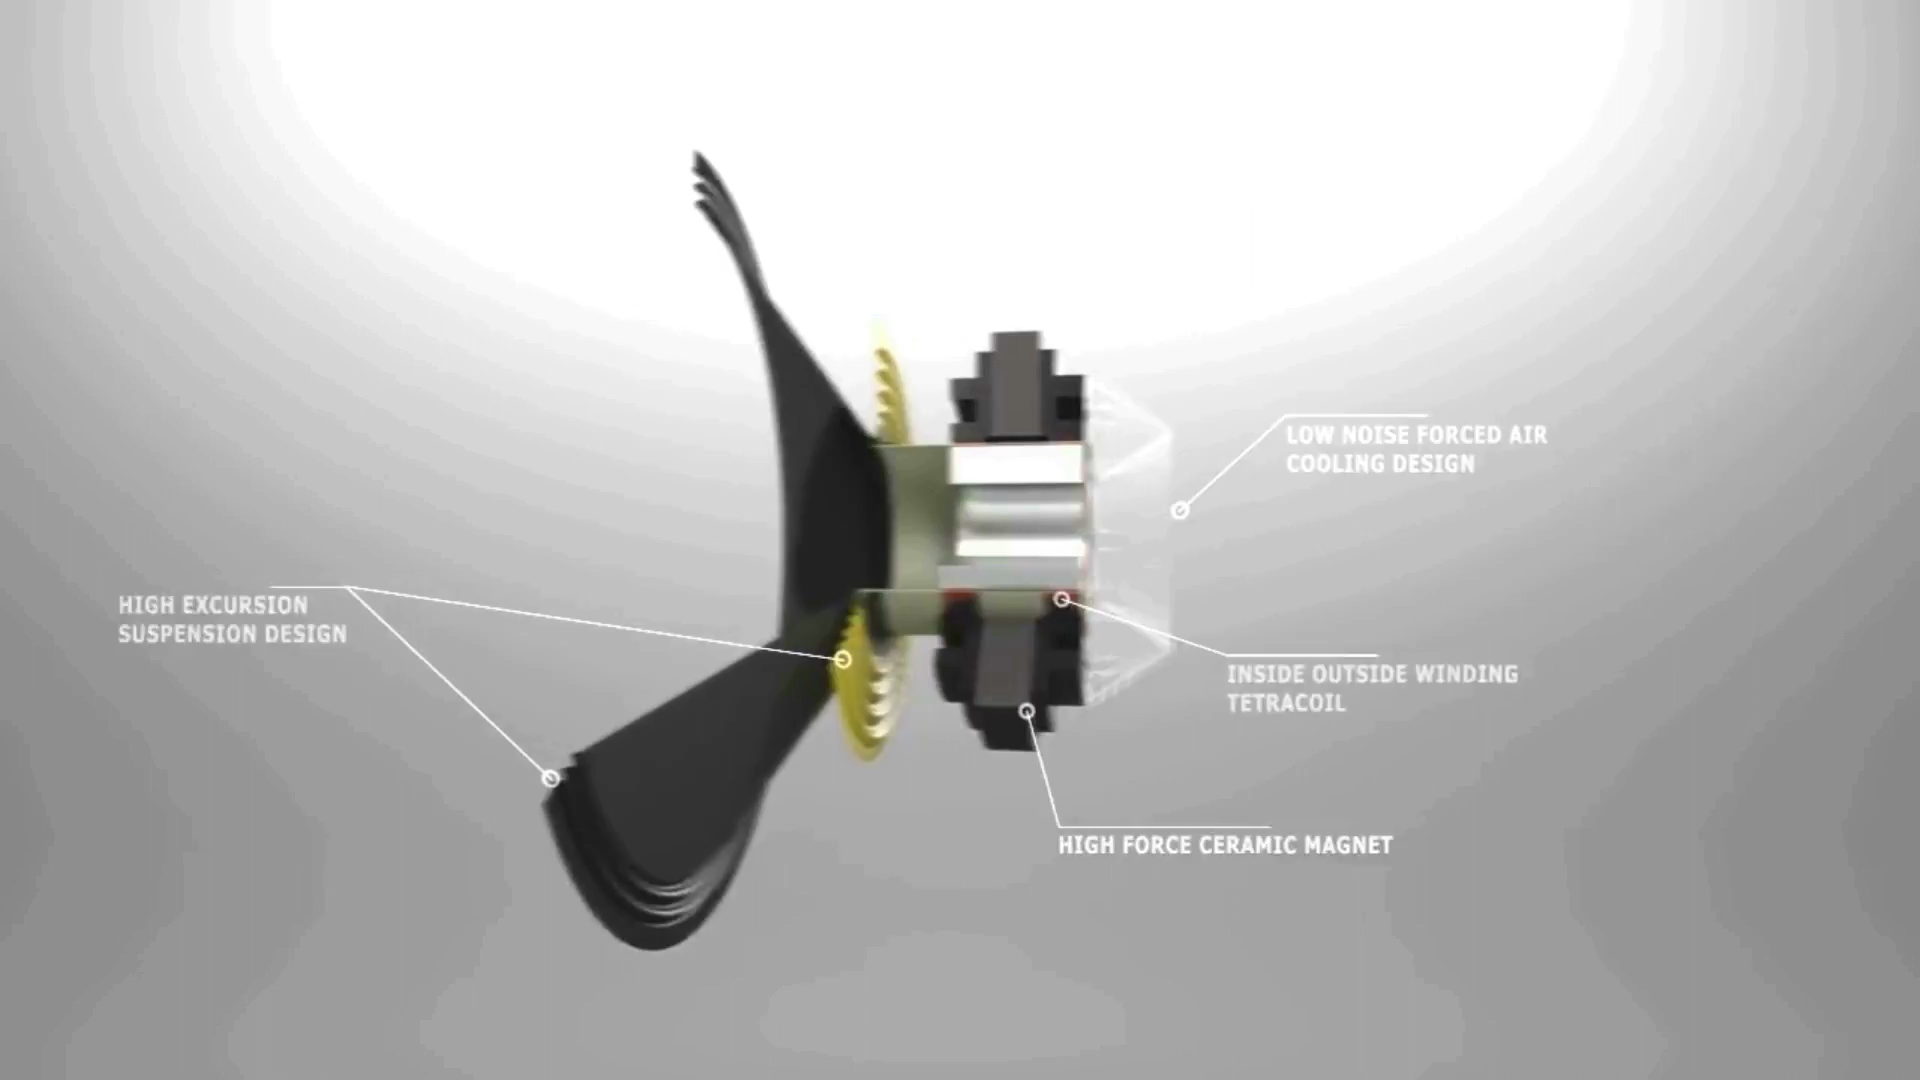 LOW NOISE FORCED AIR
COOLING DESIGN
HIGH EXCURSION
SUSPENSION DESIGN
INSIDE OUTSIDE WINDING
TETRACOIL
HIGH FORCE CERAMIC MAGNET